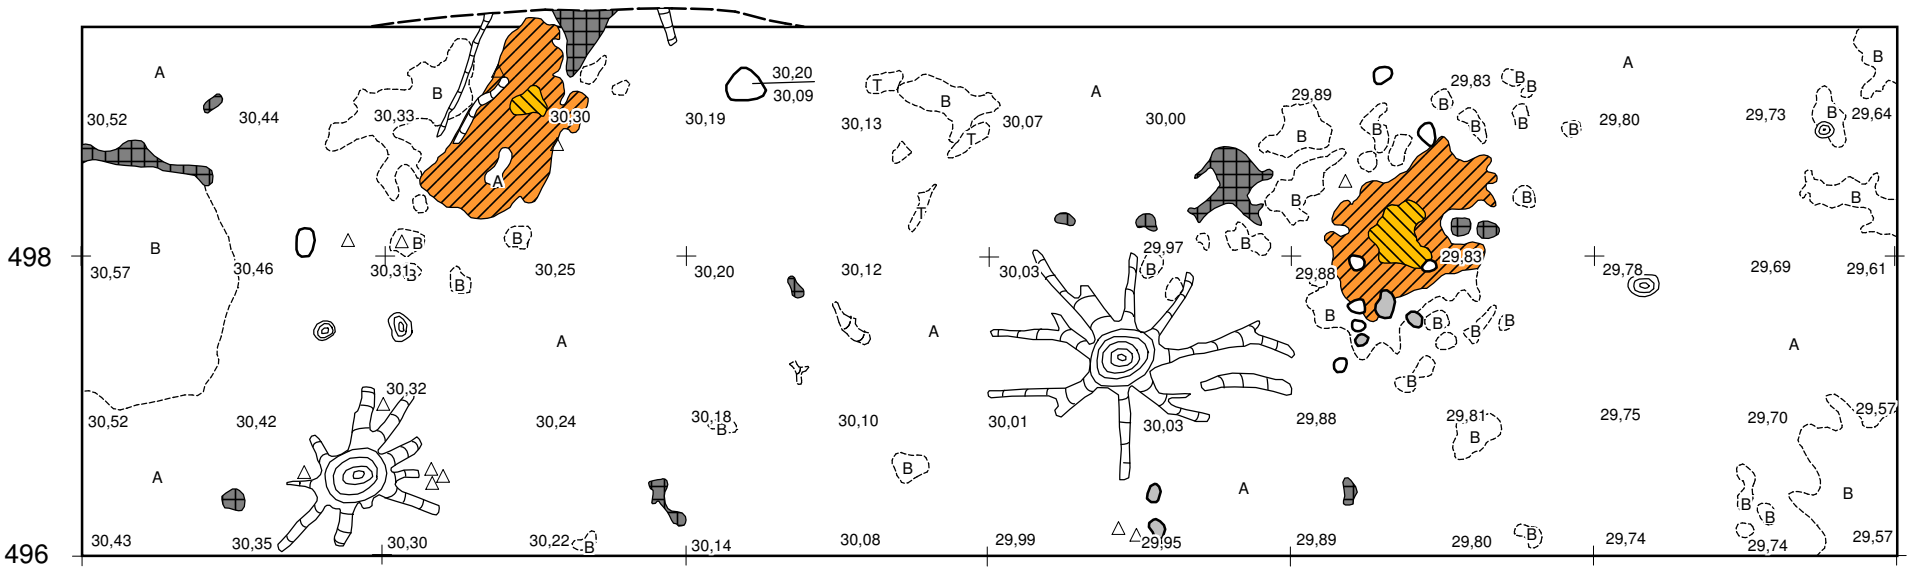 A A A
B B B B
30,20
30,09
29,83
T B 29,89 B
30,52 30,44 30,33 30,30 30,19 30,13 30,07 30,00 29,80 29,73 B 29,64
B B B B B
T
A B B B
T
B B B B
498 29,97
30,57 30,46 30,31 B 30,25 30,20 30,12 30,03 B 29,88 29,83 29,78 29,69 29,61
B
B B B B
A A A
30,32 B
30,52 30,42 30,24 30,18 30,10 30,01 30,03 29,88 29,81 29,75 29,70 29,57
B B
B
A A B
B B
30,43 30,35 30,30 30,22 B 30,14 30,08 29,99 29,95 29,89 29,80 B 29,74 29,74 29,57
496